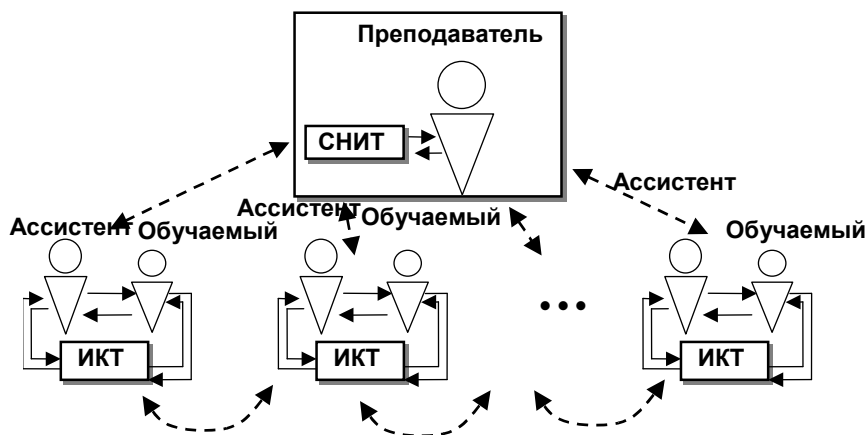 Преподаватель
СНИТ
Ассистент
Ассистент
Обучаемый
Ассистент
Обучаемый
Обучаемый
•••
ИКТ
ИКТ
ИКТ